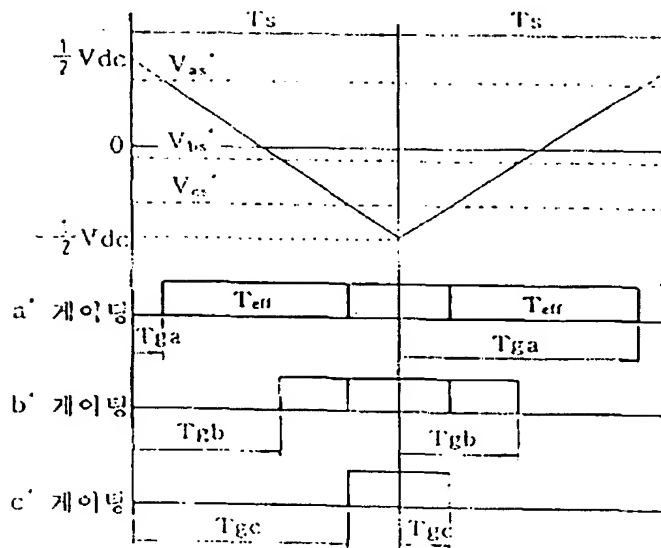 Ts Ts
1/2 Vdc
Vas*
0
Vbs*
Vcs*
-1/2 Vdc
a' 게이팅
Teff Teff
Tga Tga
b' 게이팅
Tgb Tgb
c' 게이팅
Tgc Tgc